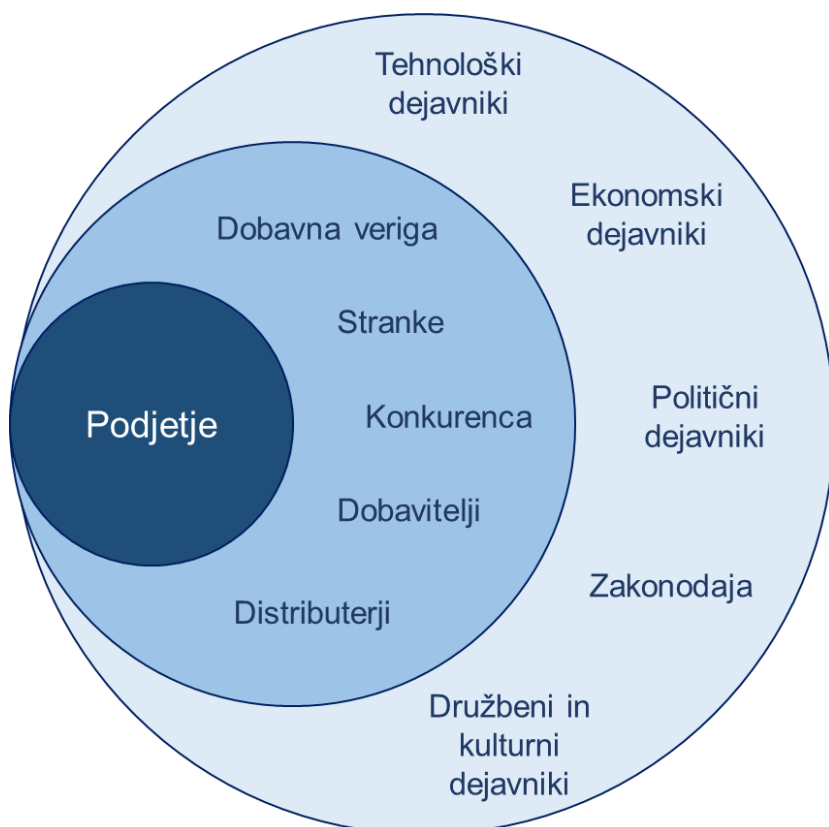 Tehnološki
dejavniki
Ekonomski
dejavniki
Dobavna veriga
Stranke
Politični
dejavniki
Konkurenca
Podjetje
Dobavitelji
Zakonodaja
Distributerji
Družbeni in
kulturni
dejavniki